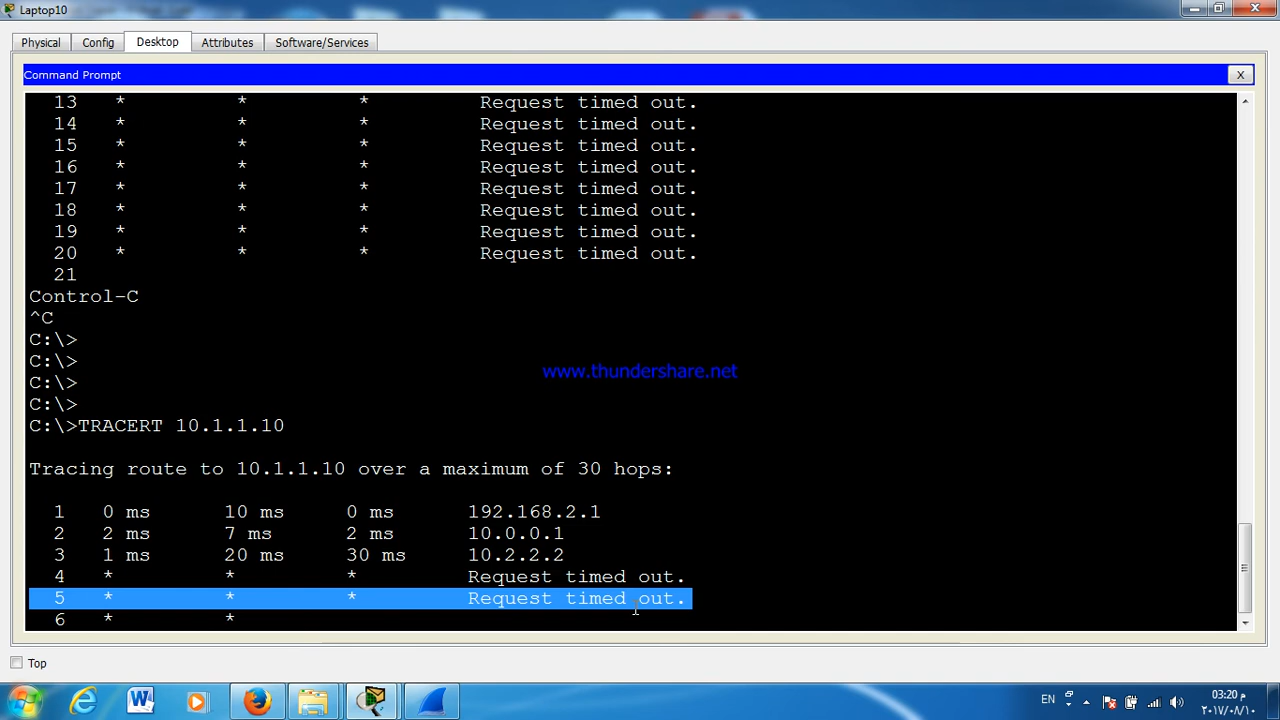 Laptop10
Physical Config Desktop Attributes Software/Services
Command Prompt X
13 * * * Request timed out.
14 * * * Request timed out.
15 * * * Request timed out.
16 * * * Request timed out.
17 * * * Request timed out.
18 * * * Request timed out.
19 * * * Request timed out.
20 * * * Request timed out.
21
Control-C
^C
C:\>
C:\>
www.thundershare.net
C:\>
C:\>
C:\>TRACERT 10.1.1.10
Tracing route to 10.1.1.10 over a maximum of 30 hops:
1 0 ms 10 ms 0 ms 192.168.2.1
2 2 ms 7 ms 2 ms 10.0.0.1
3 1 ms 20 ms 30 ms 10.2.2.2
4 * * * Request timed out.
5 * * * Request timed out.
6 * *
Top
EN
03:20 م
٢٠١٧/٠٨/١٠